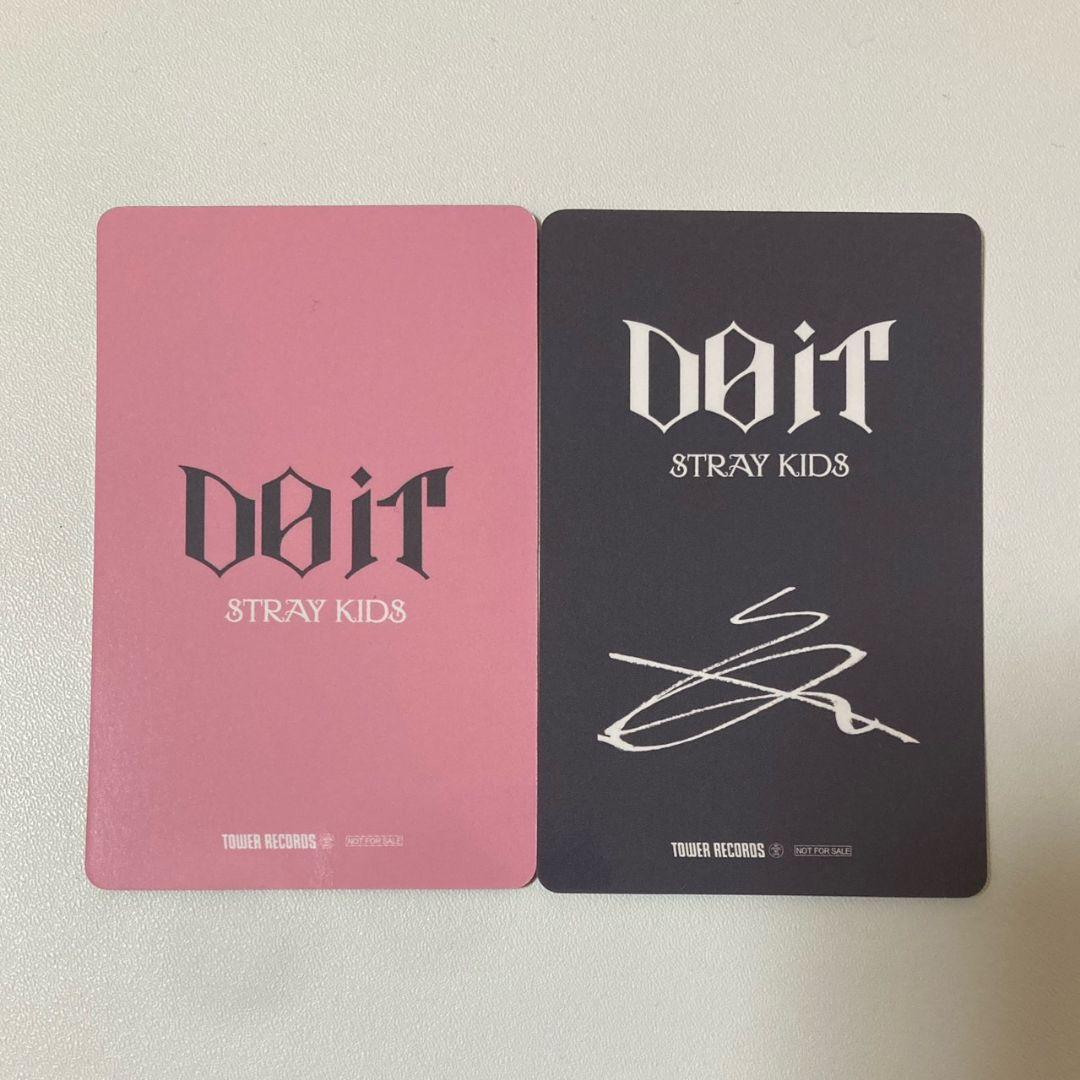 DO iT
STRAY KIDS
TOWER RECORDS
NOT FOR SALE
DO iT
STRAY KIDS
TOWER RECORDS
NOT FOR SALE